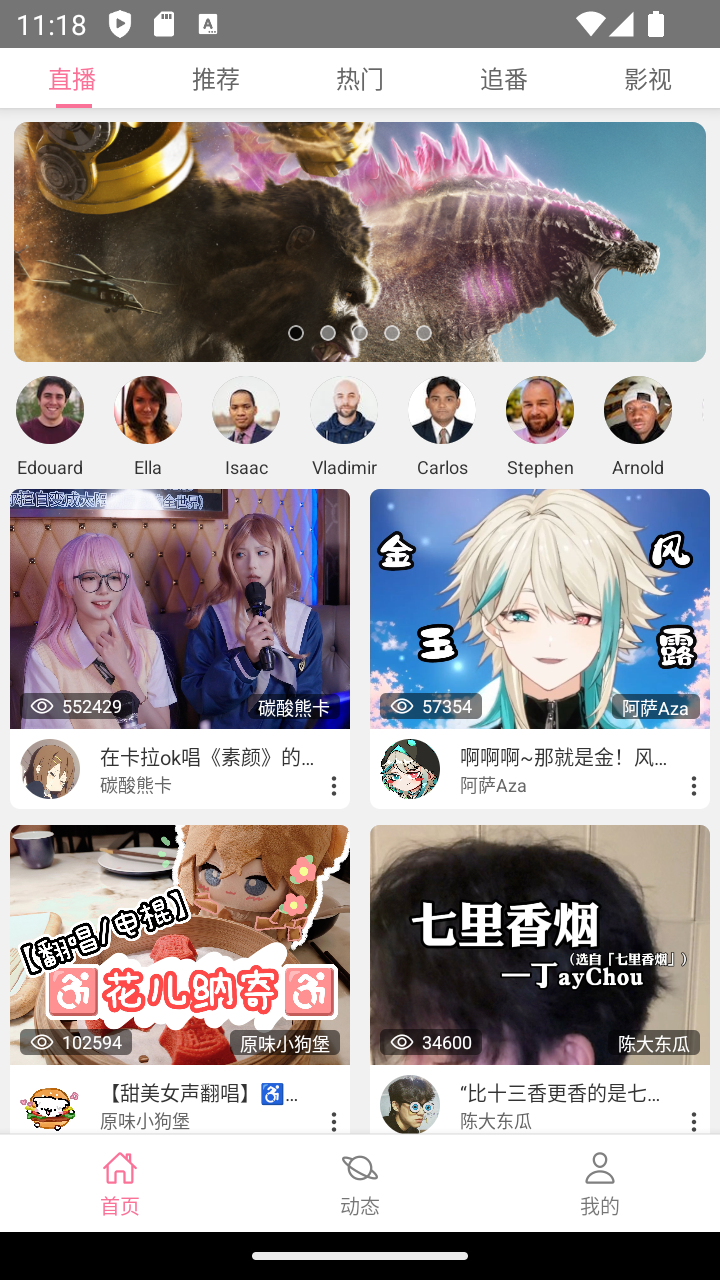 11:18
直播 推荐 热门 追番 影视
Edouard Ella Isaac Vladimir Carlos Stephen Arnold
552429
碳酸熊卡
在卡拉ok唱《素颜》的...
碳酸熊卡
金 风
玉 露
57354
阿萨Aza
啊啊啊~那就是金！风...
阿萨Aza
【翻唱/电棍】
花儿纳寄
102594
原味小狗堡
【甜美女声翻唱】♿...
原味小狗堡
七里香烟
（选自「七里香烟」）
—丁ayChou
34600
陈大东瓜
“比十三香更香的是七...
陈大东瓜
首页 动态 我的